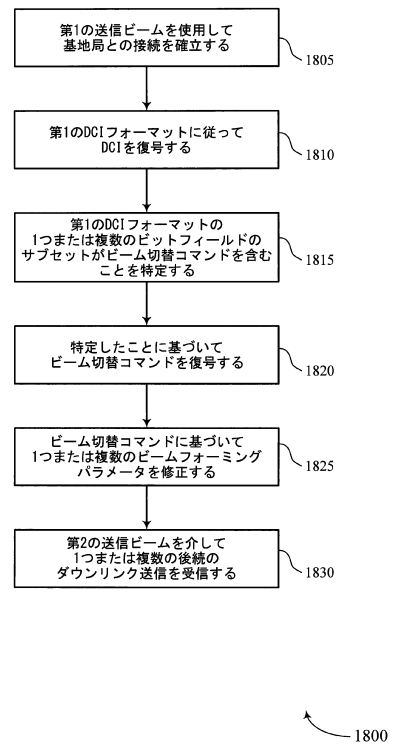 第1の送信ビームを使用して
基地局との接続を確立する
1805
第1のDCIフォーマットに従って
DCIを復号する
1810
第1のDCIフォーマットの
1つまたは複数のビットフィールドの
サブセットがビーム切替コマンドを含む
ことを特定する
1815
特定したことに基づいて
ビーム切替コマンドを復号する
1820
ビーム切替コマンドに基づいて
1つまたは複数のビームフォーミング
パラメータを修正する
1825
第2の送信ビームを介して
1つまたは複数の後続の
ダウンリンク送信を受信する
1830
1800